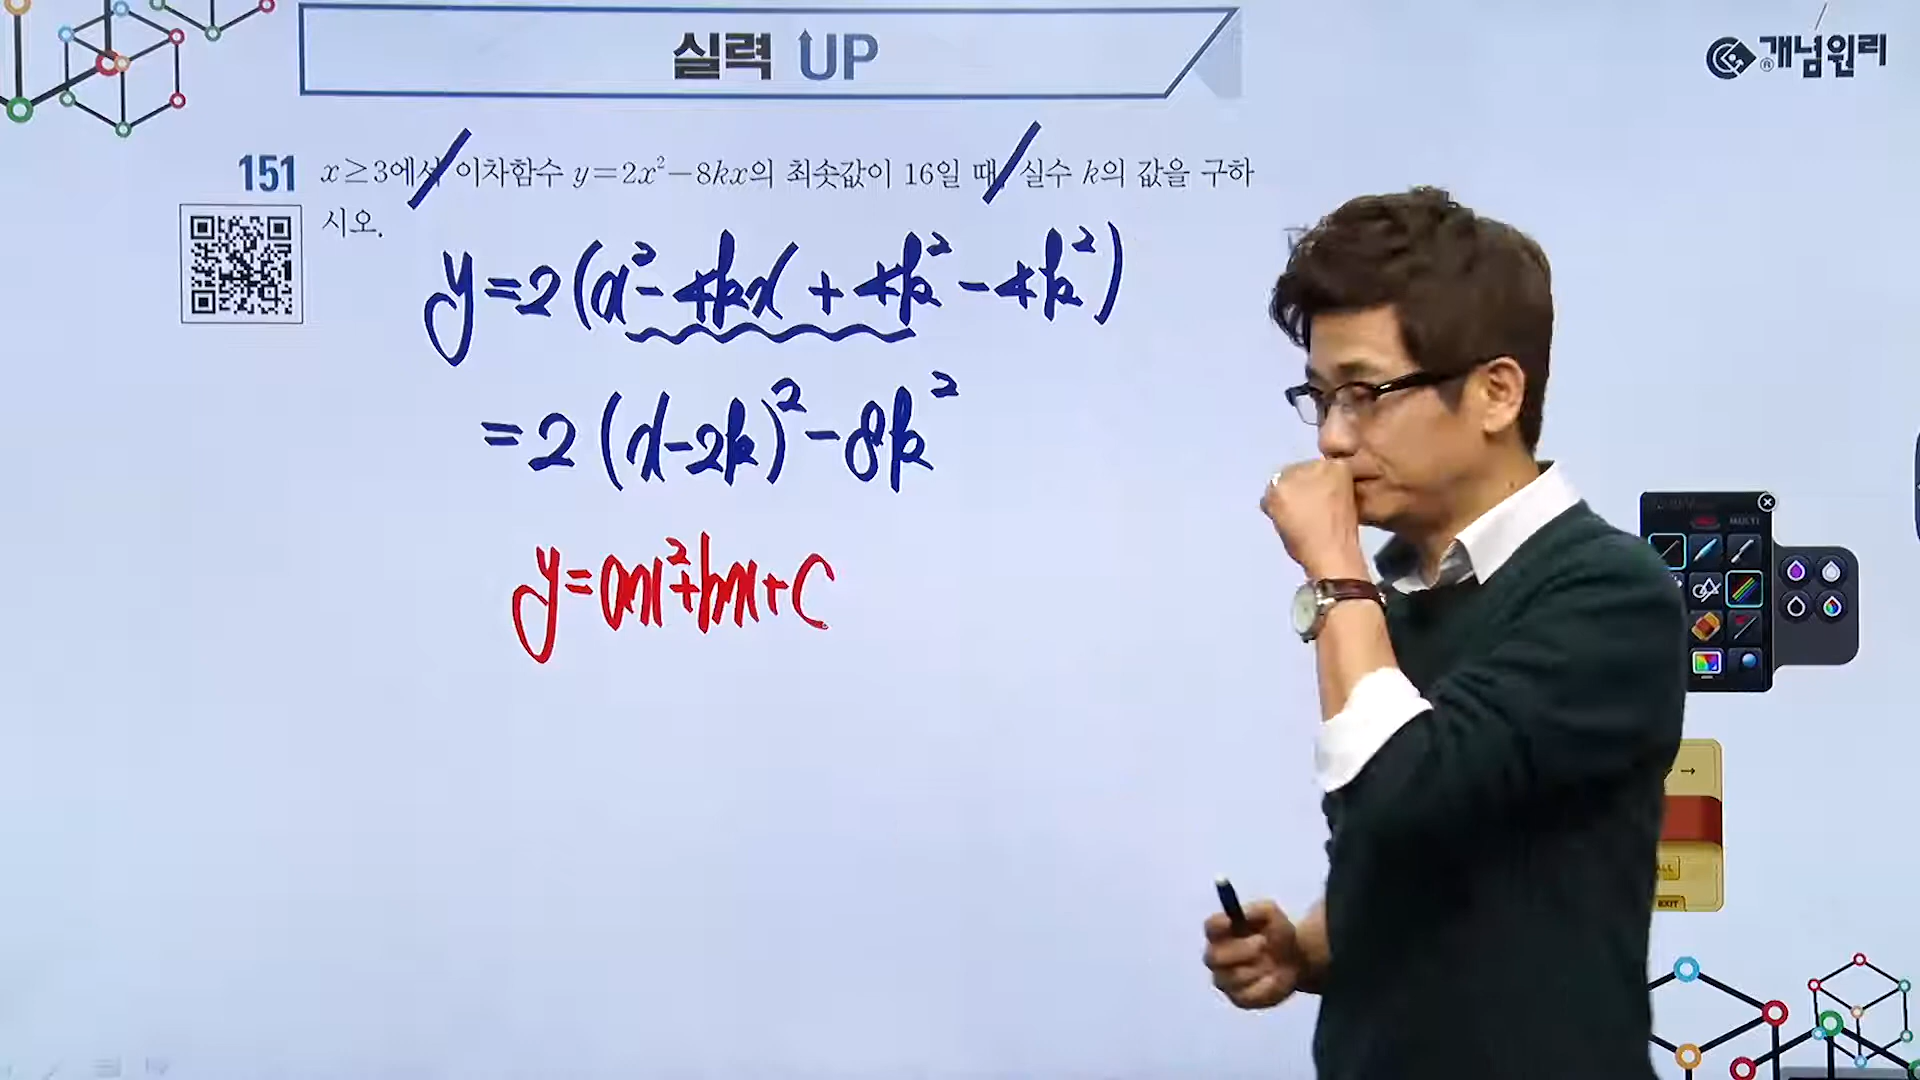 실력 UP
개념원리
151 x≥3에서 이차함수 y=2x²-8kx의 최솟값이 16일 때, 실수 k의 값을 구하
시오.
y=2(x²-4kx+4k²-4k²)
=2(x-2k)²-8k²
y=ax²+bx+c
MULTI
EXIT